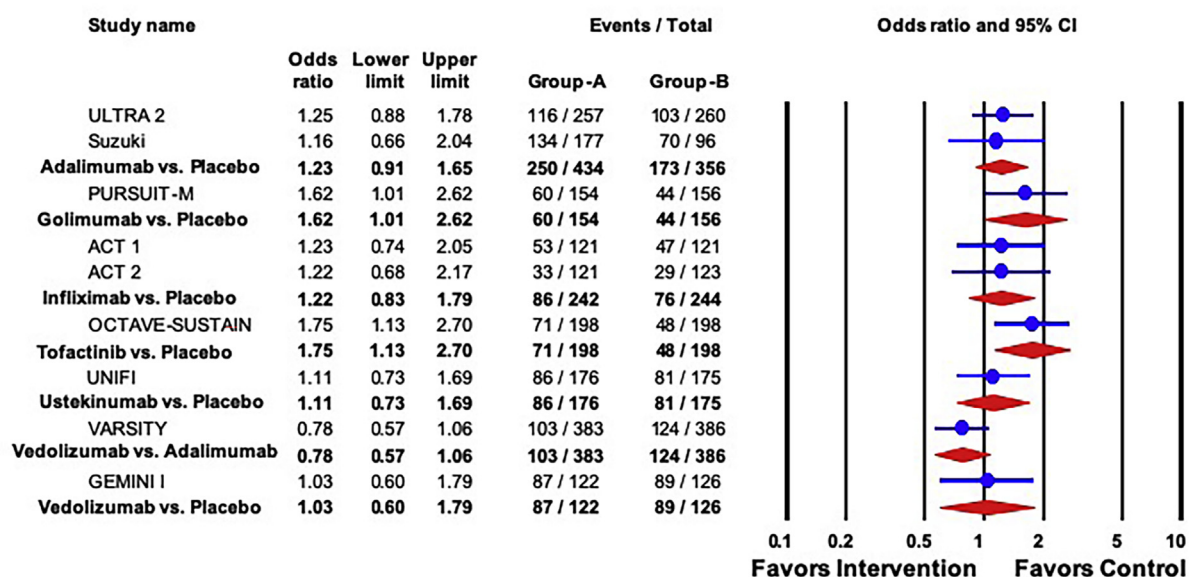 Study name Events / Total Odds ratio and 95% CI
Odds ratio Lower limit Upper limit Group-A Group-B
ULTRA 2 1.25 0.88 1.78 116 / 257 103 / 260
Suzuki 1.16 0.66 2.04 134 / 177 70 / 96
Adalimumab vs. Placebo 1.23 0.91 1.65 250 / 434 173 / 356
PURSUIT-M 1.62 1.01 2.62 60 / 154 44 / 156
Golimumab vs. Placebo 1.62 1.01 2.62 60 / 154 44 / 156
ACT 1 1.23 0.74 2.05 53 / 121 47 / 121
ACT 2 1.22 0.68 2.17 33 / 121 29 / 123
Infliximab vs. Placebo 1.22 0.83 1.79 86 / 242 76 / 244
OCTAVE-SUSTAIN 1.75 1.13 2.70 71 / 198 48 / 198
Tofactinib vs. Placebo 1.75 1.13 2.70 71 / 198 48 / 198
UNIFI 1.11 0.73 1.69 86 / 176 81 / 175
Ustekinumab vs. Placebo 1.11 0.73 1.69 86 / 176 81 / 175
VARSITY 0.78 0.57 1.06 103 / 383 124 / 386
Vedolizumab vs. Adalimumab 0.78 0.57 1.06 103 / 383 124 / 386
GEMINI I 1.03 0.60 1.79 87 / 122 89 / 126
Vedolizumab vs. Placebo 1.03 0.60 1.79 87 / 122 89 / 126
0.1 0.2 0.5 1 2 5 10
Favors Intervention Favors Control